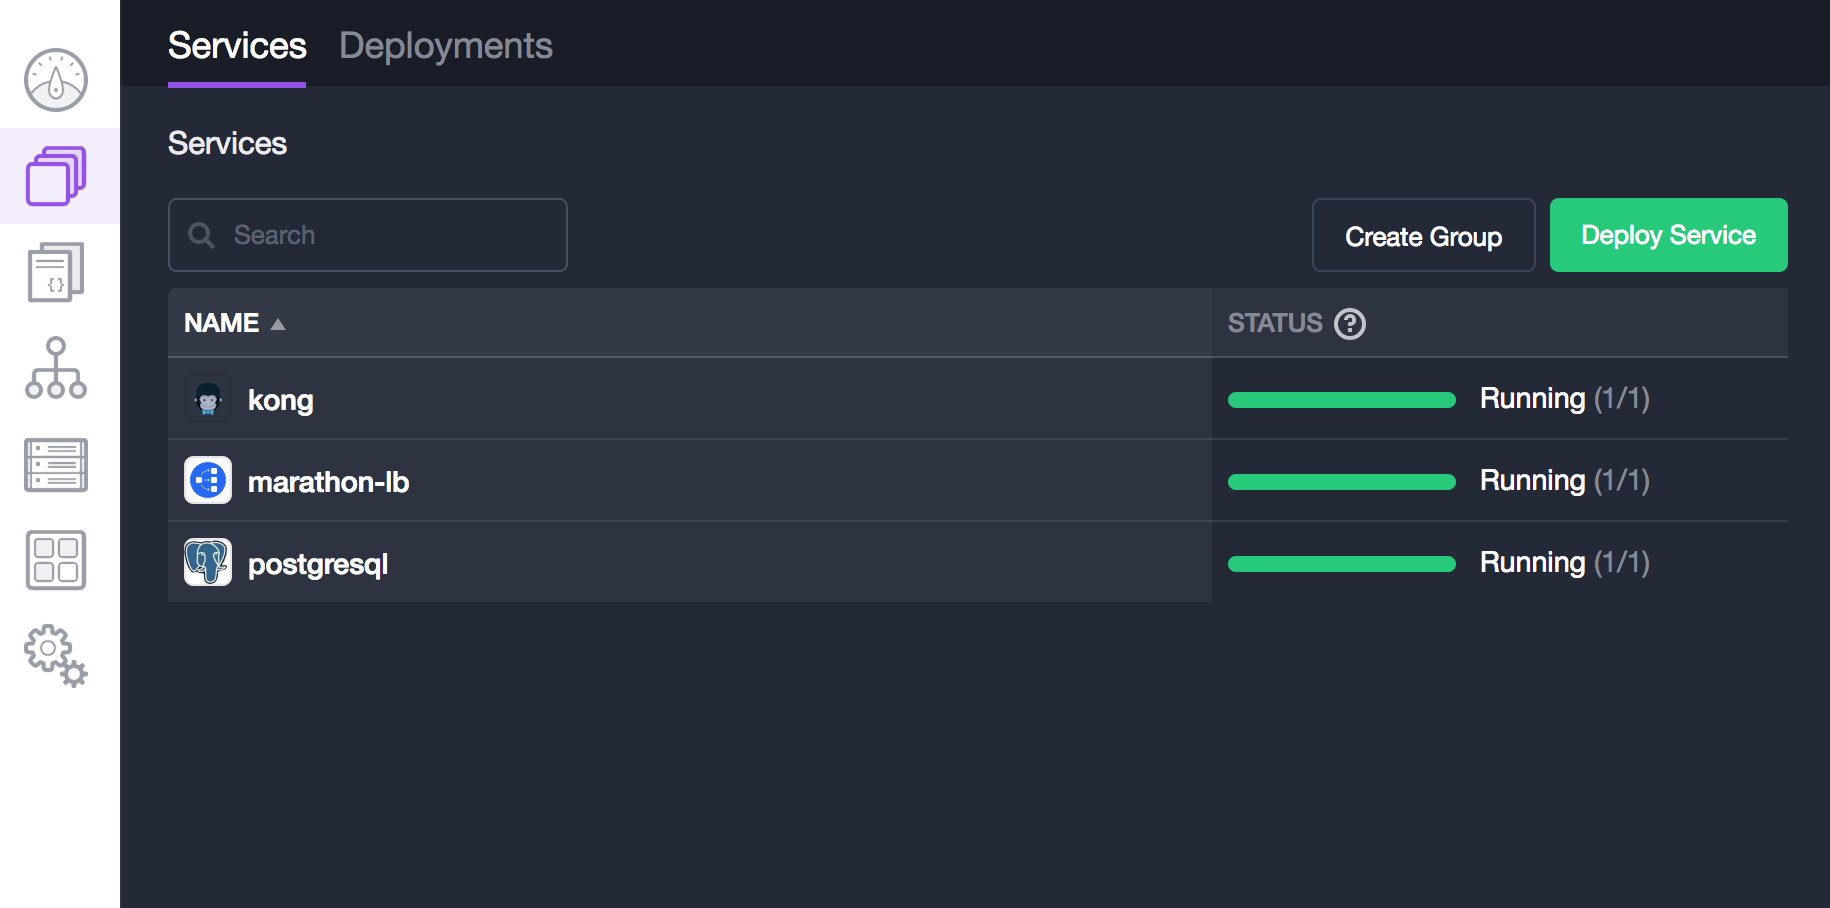 Services Deployments
Services
Search
Create Group
Deploy Service
NAME STATUS
kong Running (1/1)
marathon-lb Running (1/1)
postgresql Running (1/1)